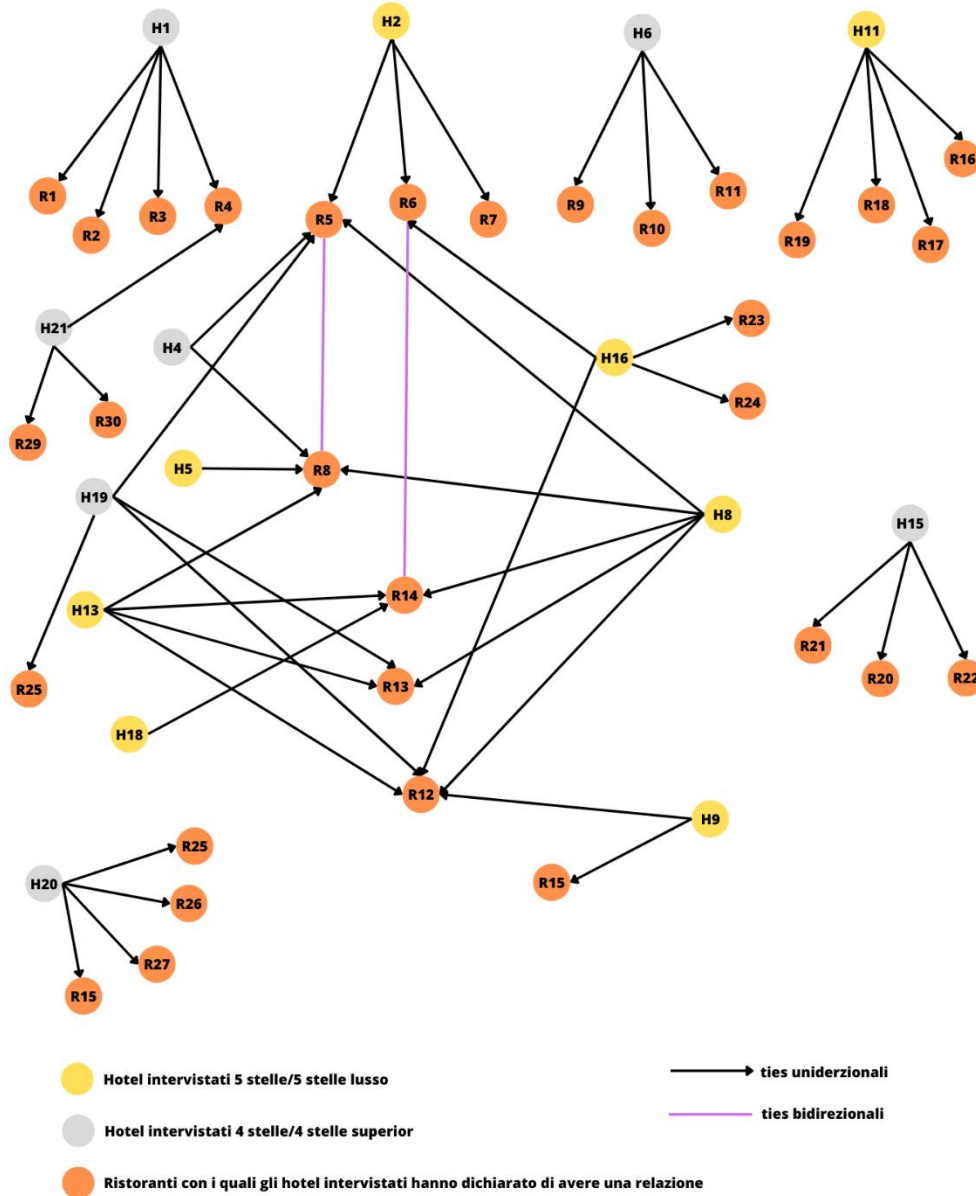 H1
H2
H6
H11
R1
R2
R3
R4
R5
R6
R7
R9
R10
R11
R16
R19
R18
R17
H21
H4
H16
R23
R24
R29
R30
H5
R8
H19
H8
H15
H13
R14
R21
R20
R22
R25
R13
H18
R12
H9
R15
H20
R25
R26
R27
R15
Hotel intervistati 5 stelle/5 stelle lusso
ties uniderzionali
Hotel intervistati 4 stelle/4 stelle superior
ties bidirezionali
Ristoranti con i quali gli hotel intervistati hanno dichiarato di avere una relazione